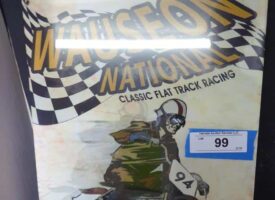 WAUSEON
NATIONAL
CLASSIC FLAT TRACK RACING
99
94